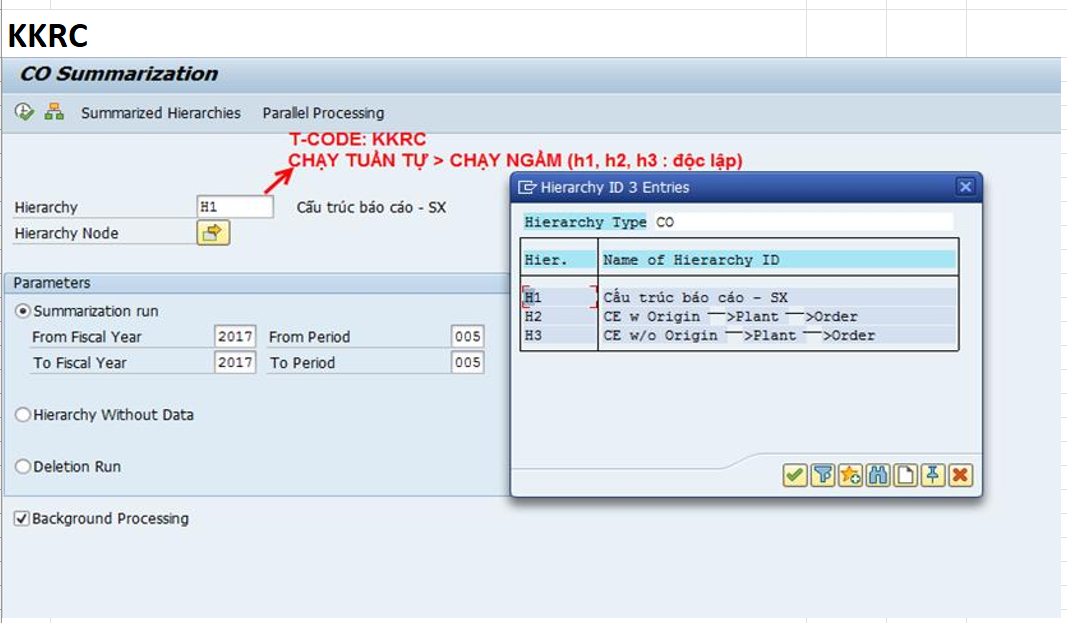 KKRC
CO Summarization
Summarized Hierarchies Parallel Processing
T-CODE: KKRC
CHẠY TUẦN TỰ > CHẠY NGẦM (h1, h2, h3 : độc lập)
Hierarchy H1 Cấu trúc báo cáo - SX
Hierarchy Node
Parameters
Summarization run
From Fiscal Year 2017 From Period 005
To Fiscal Year 2017 To Period 005
Hierarchy Without Data
Deletion Run
Background Processing
Hierarchy ID 3 Entries
Hierarchy Type CO
Hier. Name of Hierarchy ID
H1 Cấu trúc báo cáo - SX
H2 CE w Origin —>Plant —>Order
H3 CE w/o Origin —>Plant —>Order